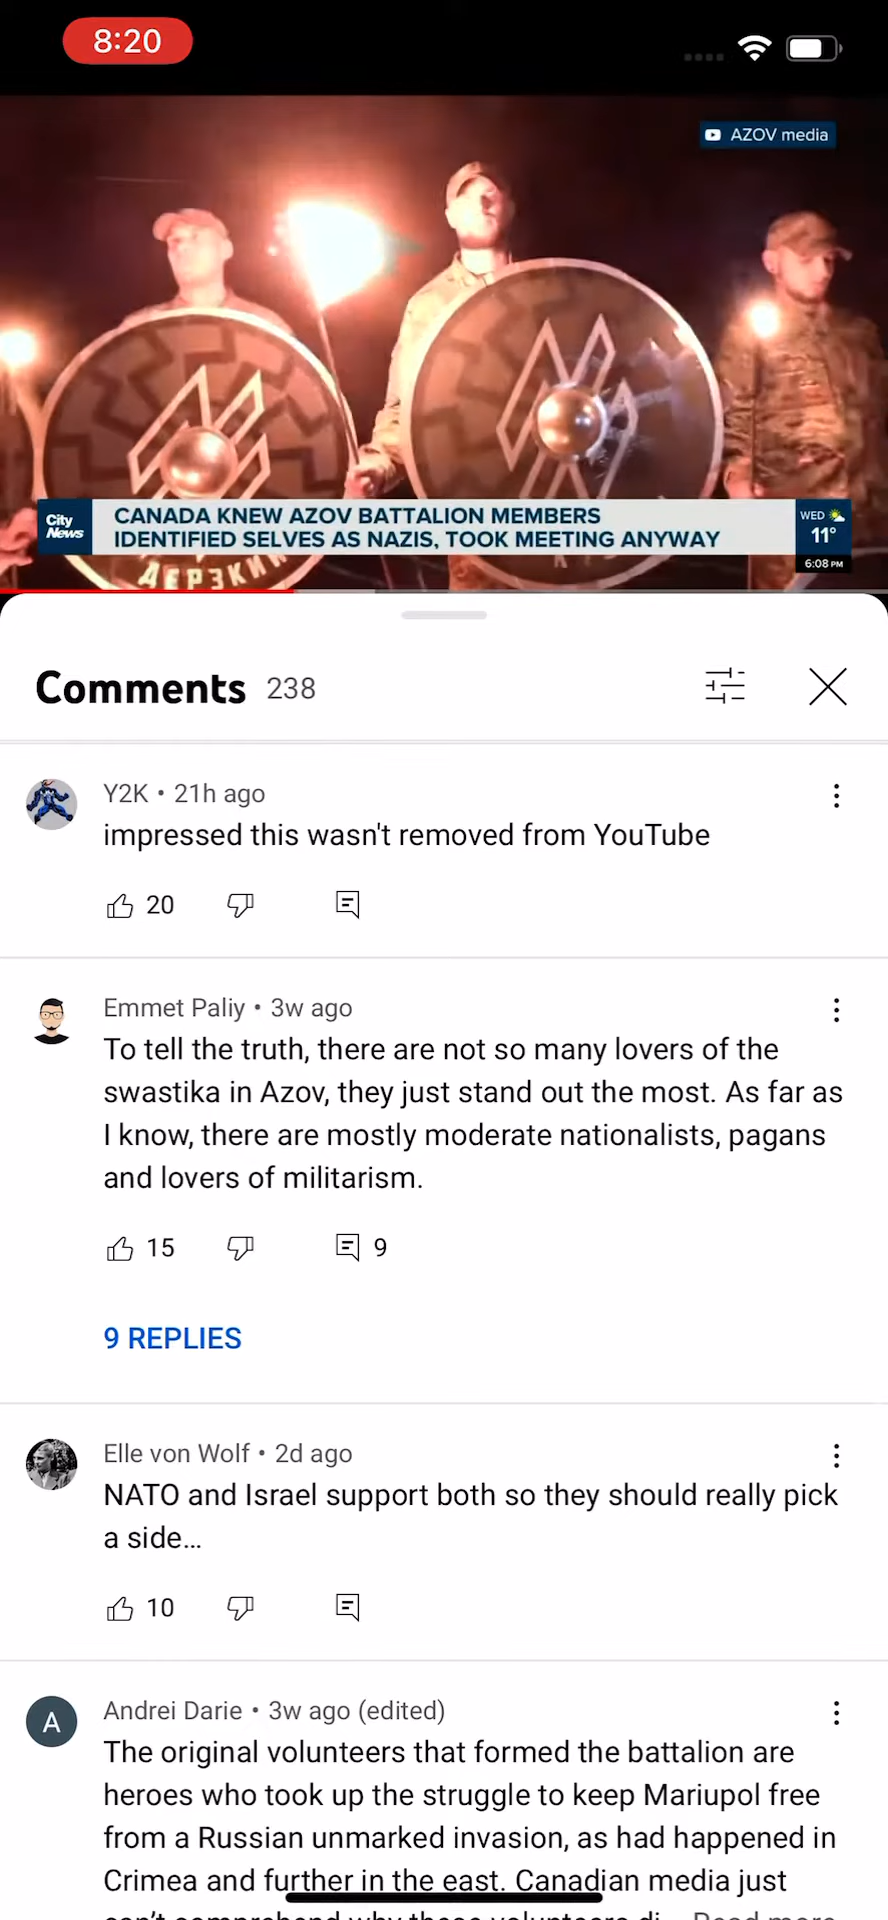 8:20
AZOV media
City
News
CANADA KNEW AZOV BATTALION MEMBERS
IDENTIFIED SELVES AS NAZIS, TOOK MEETING ANYWAY
WED
11°
6:08 PM
Comments 238
Y2K • 21h ago
impressed this wasn't removed from YouTube
20
Emmet Paliy • 3w ago
To tell the truth, there are not so many lovers of the
swastika in Azov, they just stand out the most. As far as
I know, there are mostly moderate nationalists, pagans
and lovers of militarism.
15
9
9 REPLIES
Elle von Wolf • 2d ago
NATO and Israel support both so they should really pick
a side...
10
A
Andrei Darie • 3w ago (edited)
The original volunteers that formed the battalion are
heroes who took up the struggle to keep Mariupol free
from a Russian unmarked invasion, as had happened in
Crimea and further in the east. Canadian media just
can't comprehend why these volunteers di... Read more